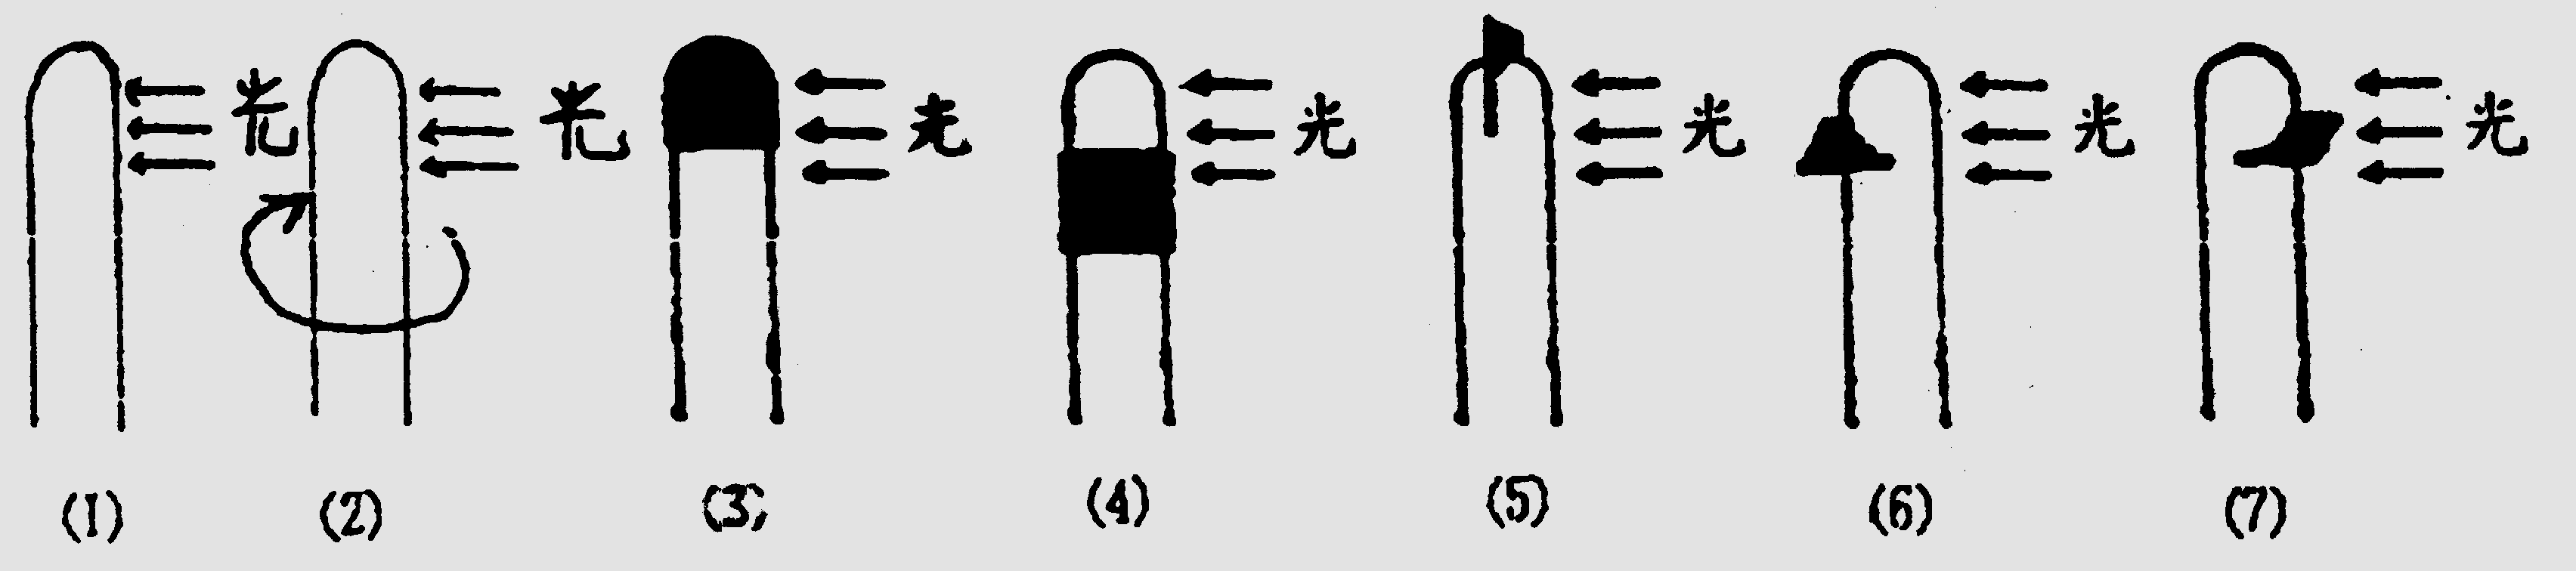 光 光 光 光 光 光 光
(1) (2) (3) (4) (5) (6) (7)